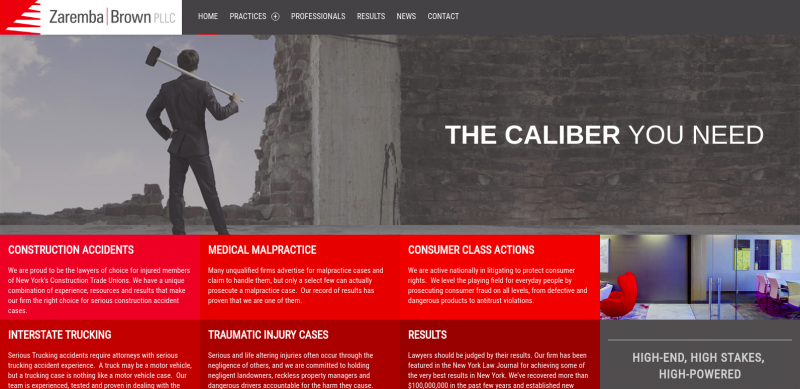 Zaremba|Brown PLLC
HOME PRACTICES PROFESSIONALS RESULTS NEWS CONTACT
THE CALIBER YOU NEED
CONSTRUCTION ACCIDENTS
We are proud to be the lawyers of choice for injured members
of New York's Construction Trade Unions. We have a unique
combination of experience, resources and results that make
our firm the right choice for serious construction accident
cases.
MEDICAL MALPRACTICE
Many unqualified firms advertise for malpractice cases and
claim to handle them, but only a select few can actually
prosecute a malpractice case. Our record of results has
proven that we are one of them.
CONSUMER CLASS ACTIONS
We are active nationally in litigating to protect consumer
rights. We level the playing field for everyday people by
prosecuting consumer fraud on all levels, from defective and
dangerous products to antitrust violations.
INTERSTATE TRUCKING
Serious Trucking accidents require attorneys with serious
trucking accident experience. A truck may be a motor vehicle,
but a trucking case is nothing like a motor vehicle case. Our
team is experienced, tested and proven in dealing with the
TRAUMATIC INJURY CASES
Serious and life altering injuries often occur through the
negligence of others, and we are committed to holding
negligent landowners, reckless property managers and
dangerous drivers accountable for the harm they cause.
RESULTS
Lawyers should be judged by their results. Our firm has been
featured in the New York Law Journal for achieving some of
the very best results in New York. We've recovered more than
$100,000,000 in the past few years and established new
HIGH-END, HIGH STAKES,
HIGH-POWERED